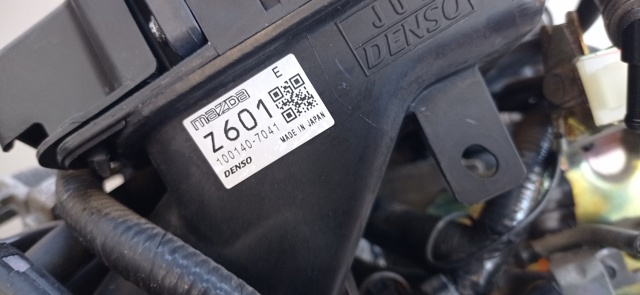 J O
DENSO
mazda
E
Z601
100140-7041
DENSO
MADE IN JAPAN